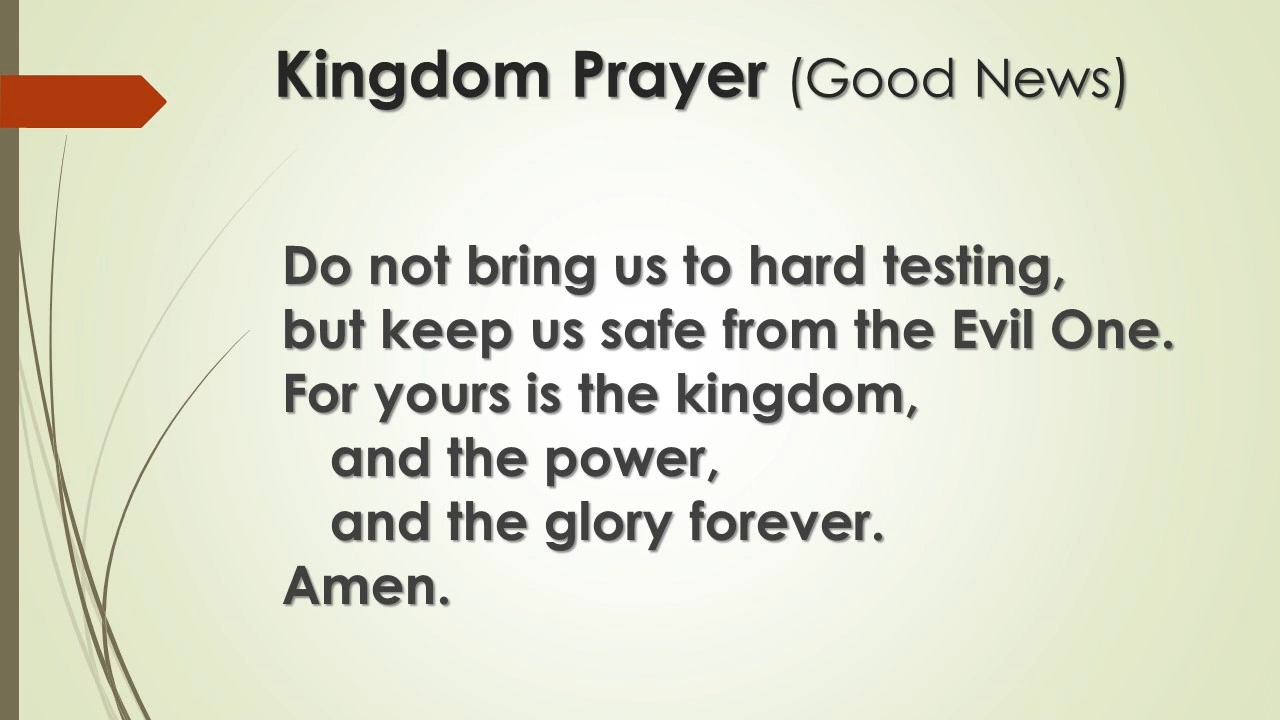 Kingdom Prayer (Good News)
Do not bring us to hard testing,
but keep us safe from the Evil One.
For yours is the kingdom,
and the power,
and the glory forever.
Amen.